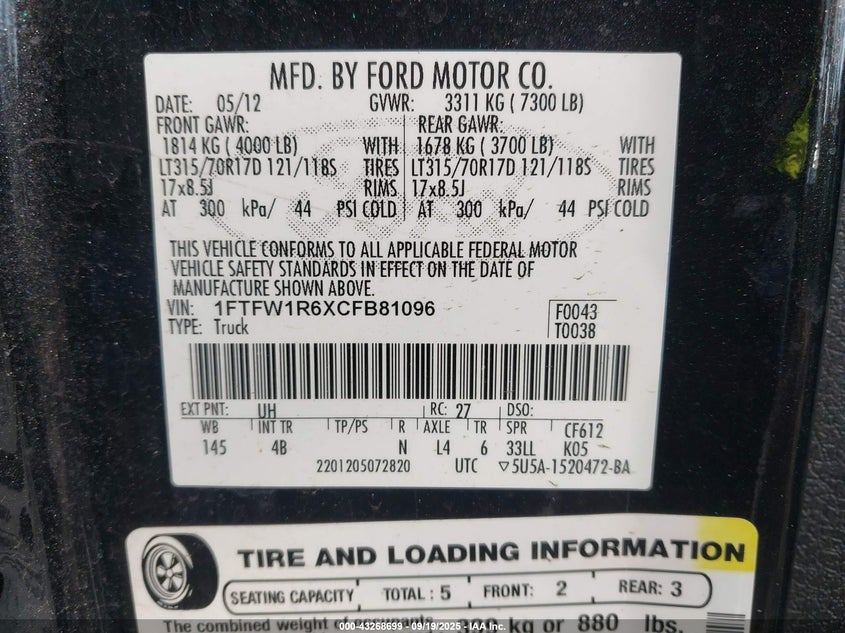 MFD. BY FORD MOTOR CO.
DATE: 05/12 GVWR: 3311 KG ( 7300 LB)
FRONT GAWR: REAR GAWR:
1814 KG ( 4000 LB) WITH 1678 KG ( 3700 LB) WITH
LT315/70R17D 121/118S TIRES LT315/70R17D 121/118S TIRES
17x8.5J RIMS 17x8.5J RIMS
AT 300 kPa/ 44 PSI COLD AT 300 kPa/ 44 PSI COLD
THIS VEHICLE CONFORMS TO ALL APPLICABLE FEDERAL MOTOR
VEHICLE SAFETY STANDARDS IN EFFECT ON THE DATE OF
MANUFACTURE SHOWN ABOVE.
VIN: 1FTFW1R6XCFB81096 F0043
TYPE: Truck T0038
EXT PNT: UH RC: 27 DSO:
WB INT TR TP/PS R AXLE TR SPR CF612
145 4B N L4 6 33LL K05
2201205072820 UTC ▽5U5A-1520472-BA
TIRE AND LOADING INFORMATION
SEATING CAPACITY TOTAL : 5 FRONT: 2 REAR: 3
The combined weight of occupants kg or 880 lbs.
000-43268699 - 09/19/2025 - IAA Inc.